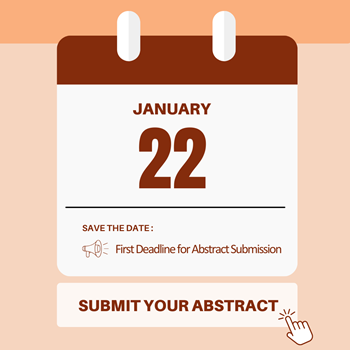 JANUARY
22
SAVE THE DATE:
First Deadline for Abstract Submission
SUBMIT YOUR ABSTRACT